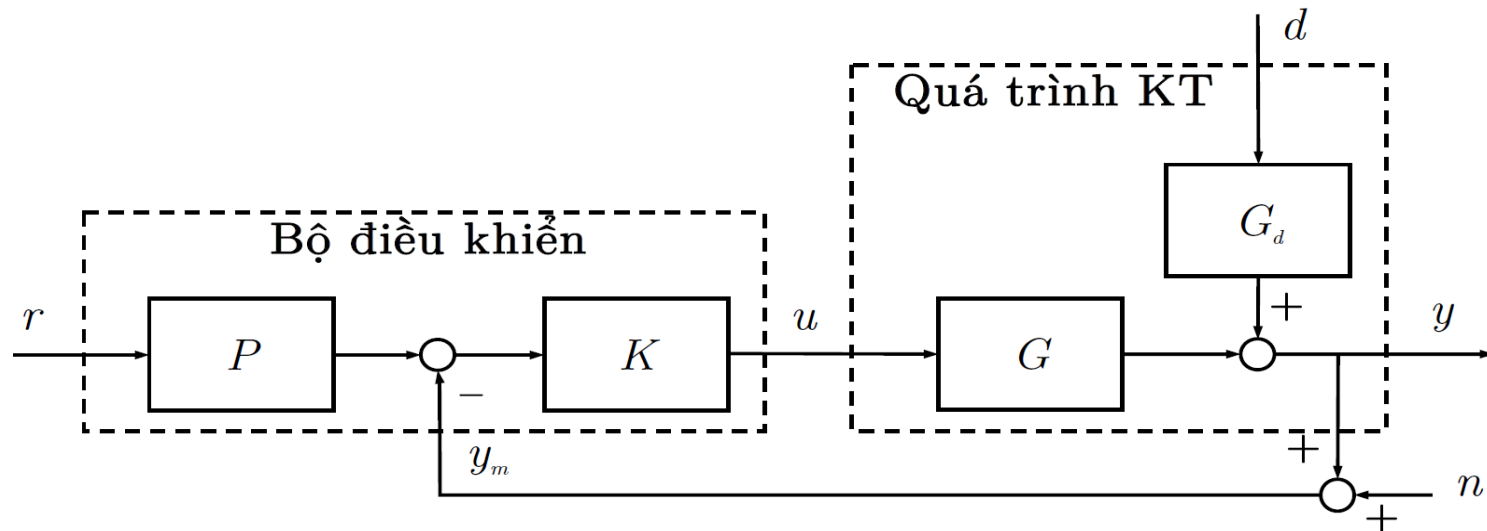 d
Quá trình KT
G_d
Bộ điều khiển
+
r
P
K
u
G
y
−
+
y_m
n
+